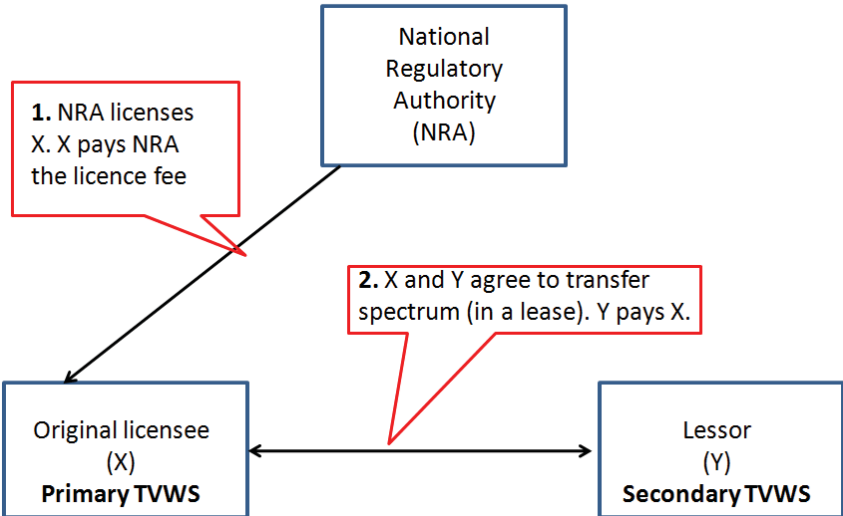 National
Regulatory
Authority
(NRA)
1. NRA licenses
X. X pays NRA
the licence fee
2. X and Y agree to transfer
spectrum (in a lease). Y pays X.
Original licensee
(X)
Primary TVWS
Lessor
(Y)
Secondary TVWS